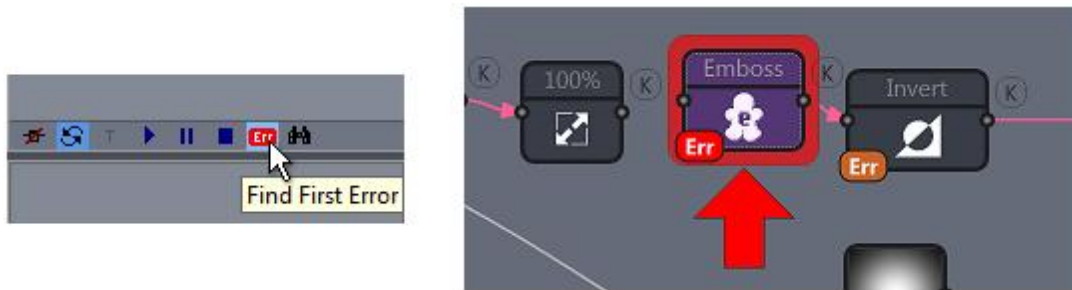 T
Err
Find First Error
K
100%
K
Emboss
e
Err
K
Invert
Err
K